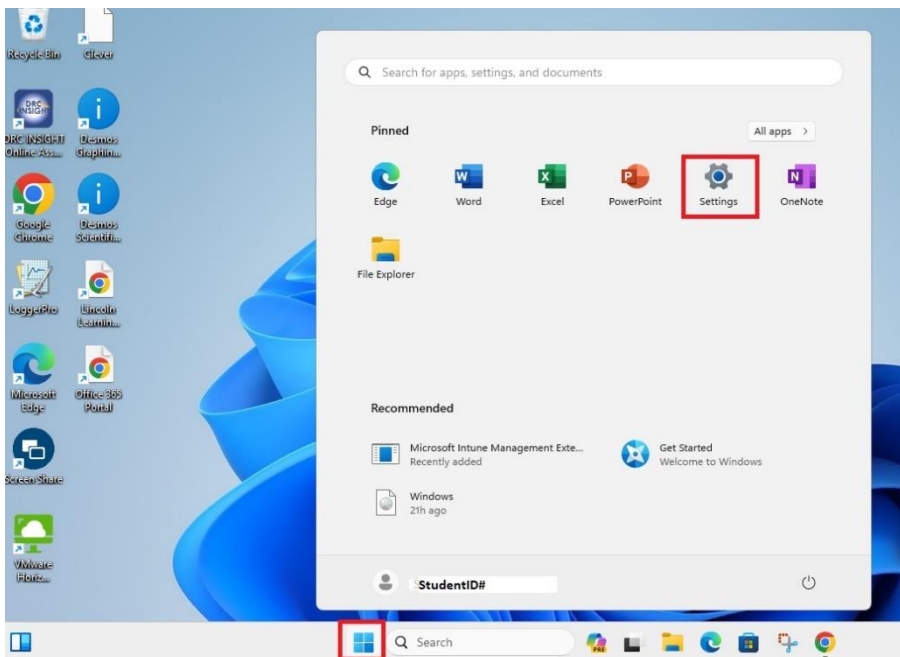 Recycle Bin
Clever
DRC INSIGHT
Online Ass...
Desmos
Graphin...
Google
Chrome
Desmos
Scientifi...
LoggerPro
Lincoln
Learnin...
Microsoft
Edge
Office 365
Portal
Screen Share
VMware
Horiz...
Search for apps, settings, and documents
Pinned
All apps >
Edge
Word
Excel
PowerPoint
Settings
OneNote
File Explorer
Recommended
Microsoft Intune Management Exte...
Recently added
Get Started
Welcome to Windows
Windows
21h ago
StudentID#
Search
PRE